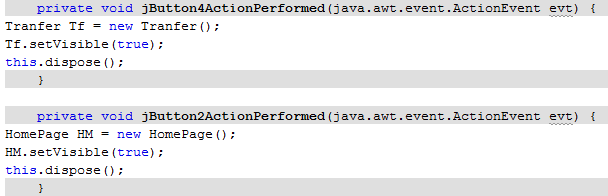 private void jButton4ActionPerformed(java.awt.event.ActionEvent evt) {
Tranfer Tf = new Tranfer();
Tf.setVisible(true);
this.dispose();
}
private void jButton2ActionPerformed(java.awt.event.ActionEvent evt) {
HomePage HM = new HomePage();
HM.setVisible(true);
this.dispose();
}